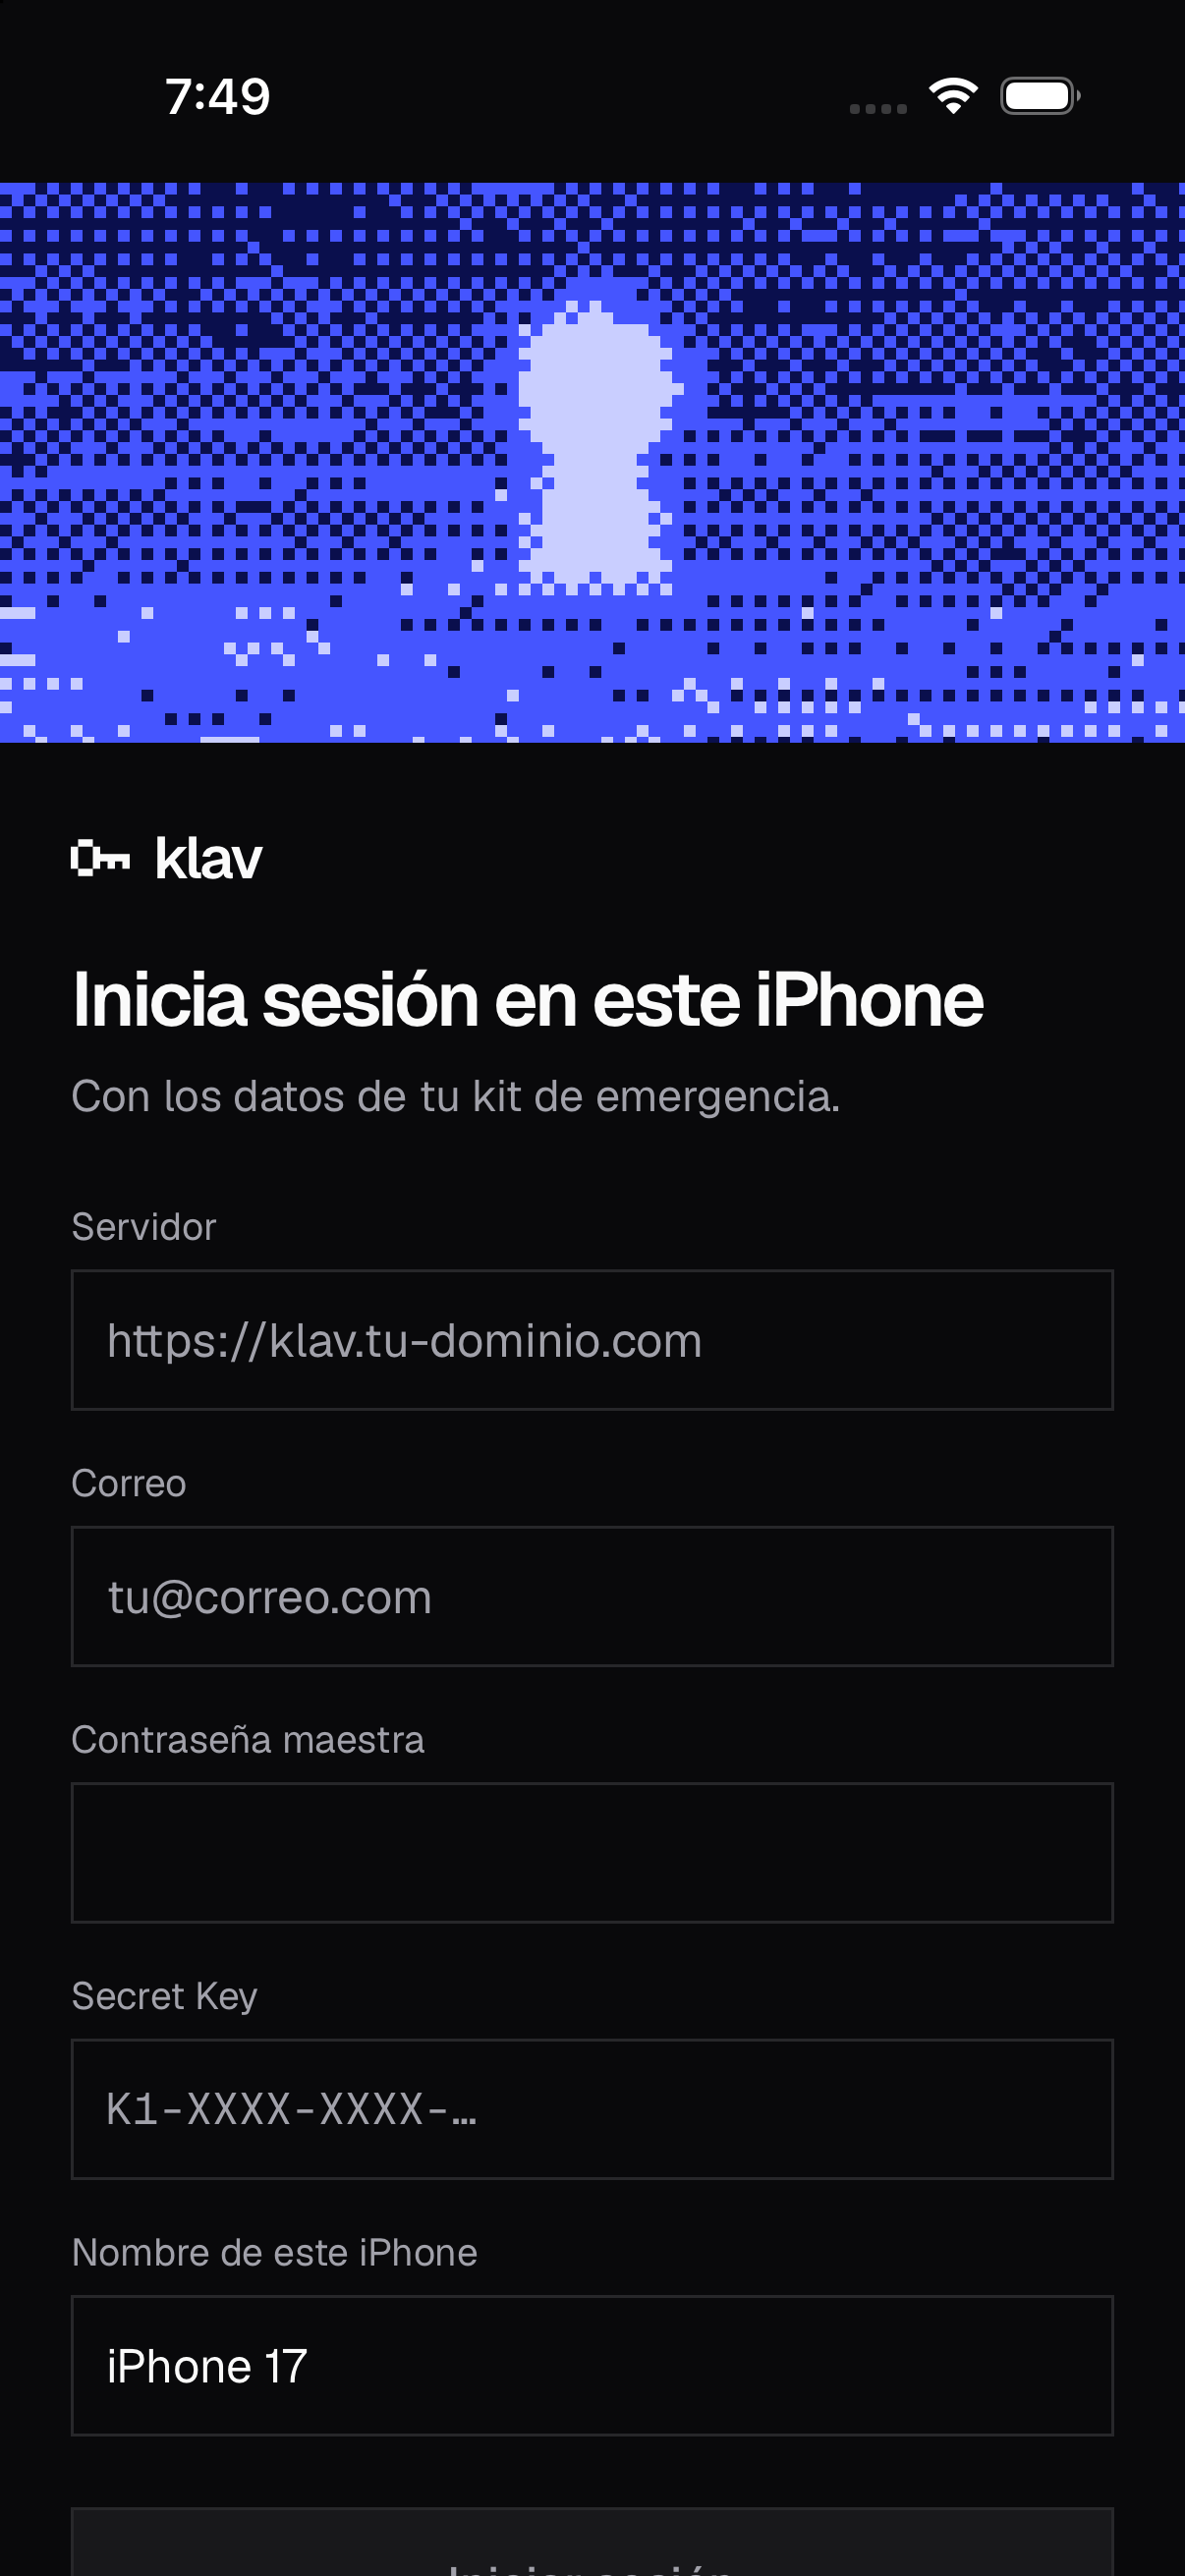 7:49
klav
Inicia sesión en este iPhone
Con los datos de tu kit de emergencia.
Servidor
https://klav.tu-dominio.com
Correo
tu@correo.com
Contraseña maestra
Secret Key
K1-XXXX-XXXX-…
Nombre de este iPhone
iPhone 17
Iniciar sesión